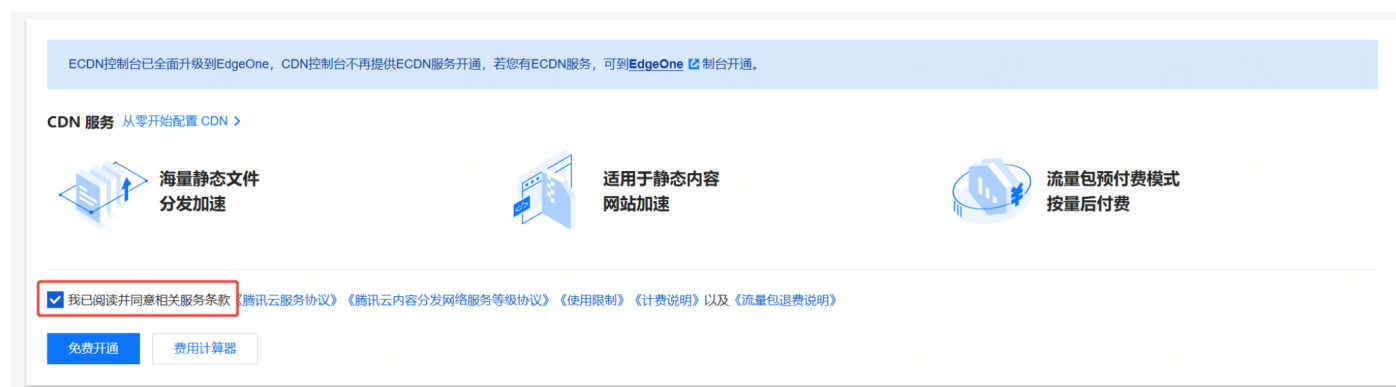 ECDN控制台已全面升级到EdgeOne，CDN控制台不再提供ECDN服务开通，若您有ECDN服务，可到EdgeOne 制台开通。
CDN 服务 从零开始配置 CDN >
海量静态文件
分发加速
适用于静态内容
网站加速
流量包预付费模式
按量后付费
我已阅读并同意相关服务条款《腾讯云服务协议》《腾讯云内容分发网络服务等级协议》《使用限制》《计费说明》以及《流量包退费说明》
免费开通 费用计算器